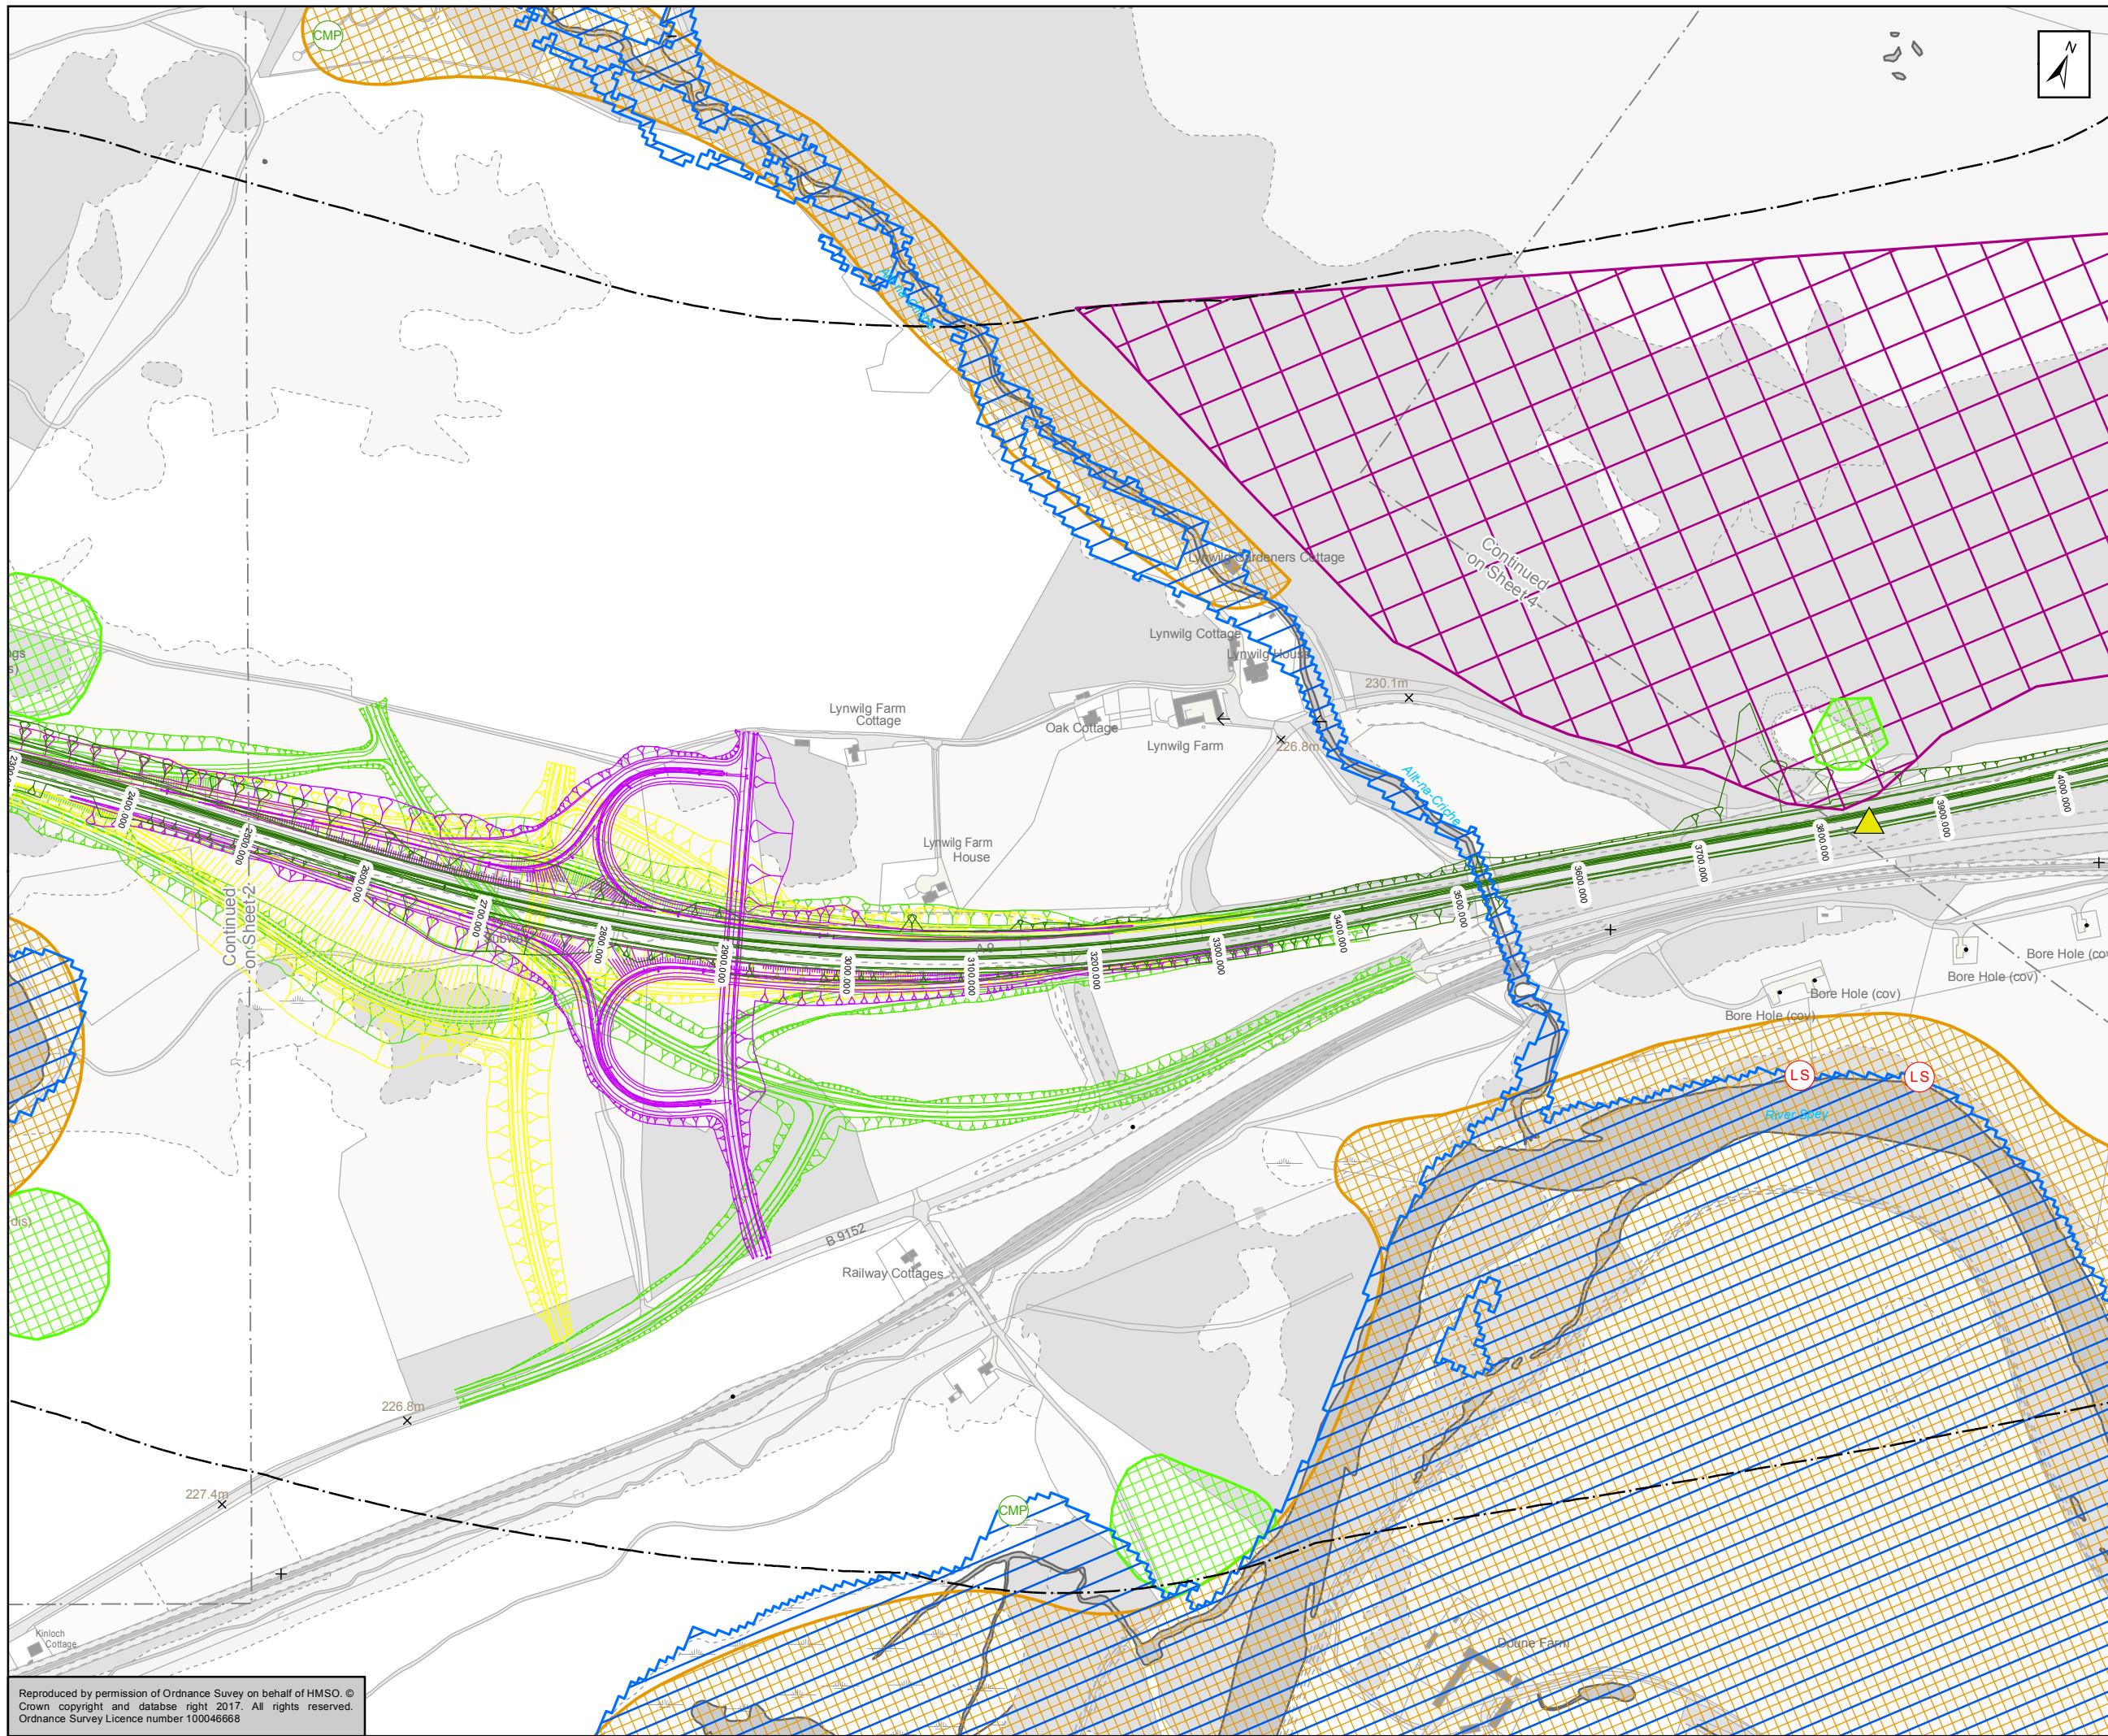 CMP
N
Continued
on Sheet 4
Lynwilg Gardeners Cottage
Lynwilg Cottage
Lynwilg House
230.1m
Lynwilg Farm
Cottage
Oak Cottage
Lynwilg Farm
226.8m
Allt-na-Criche
Lynwilg Farm
House
Continued
on Sheet 2
Subway
A 9
2400.000
2500.000
2600.000
2700.000
2800.000
2900.000
3000.000
3100.000
3200.000
3300.000
3400.000
3500.000
3600.000
3700.000
3800.000
3900.000
4000.000
Bore Hole (cov)
Bore Hole (cov)
Bore Hole (cov)
Bore Hole (co
LS
LS
River Spey
dis)
B 9152
Railway Cottages
226.8m
227.4m
CMP
Kinloch
Cottage
Doune Farm
Reproduced by permission of Ordnance Suvey on behalf of HMSO. ©
Crown copyright and databse right 2017. All rights reserved.
Ordnance Survey Licence number 100046668